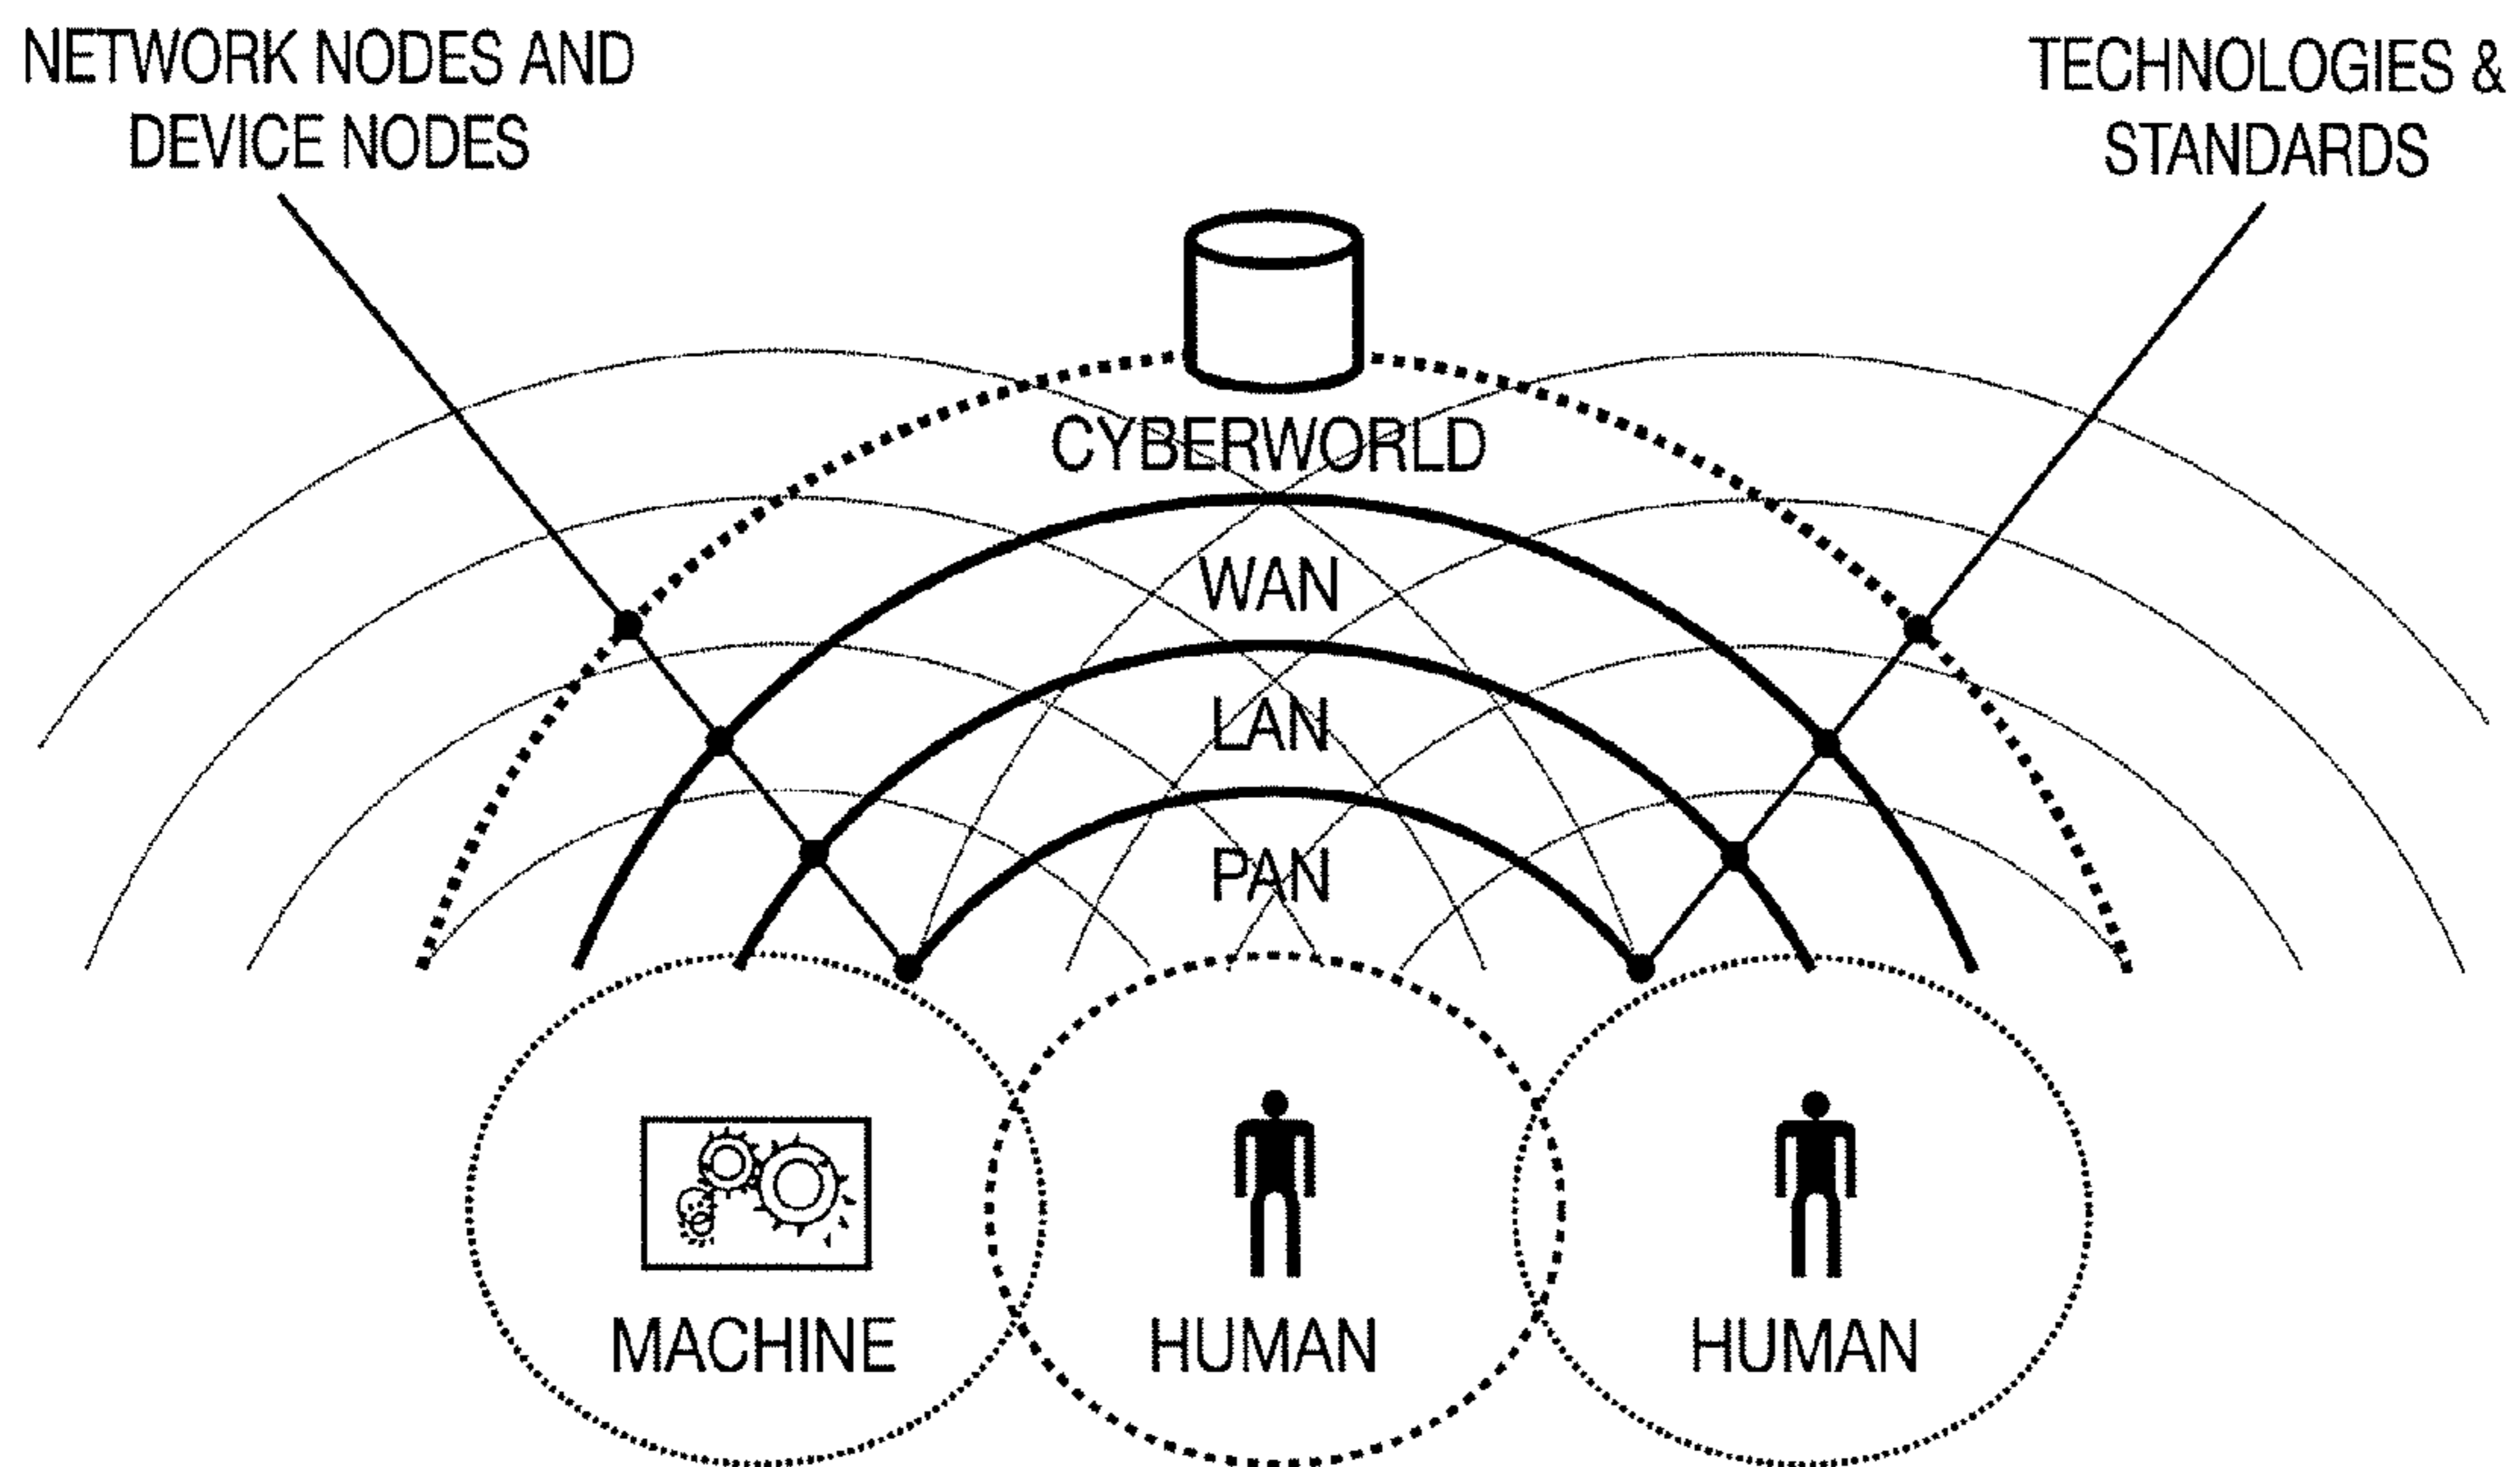 NETWORK NODES AND
DEVICE NODES
TECHNOLOGIES &
STANDARDS
CYBERWORLD
WAN
LAN
PAN
MACHINE
HUMAN
HUMAN